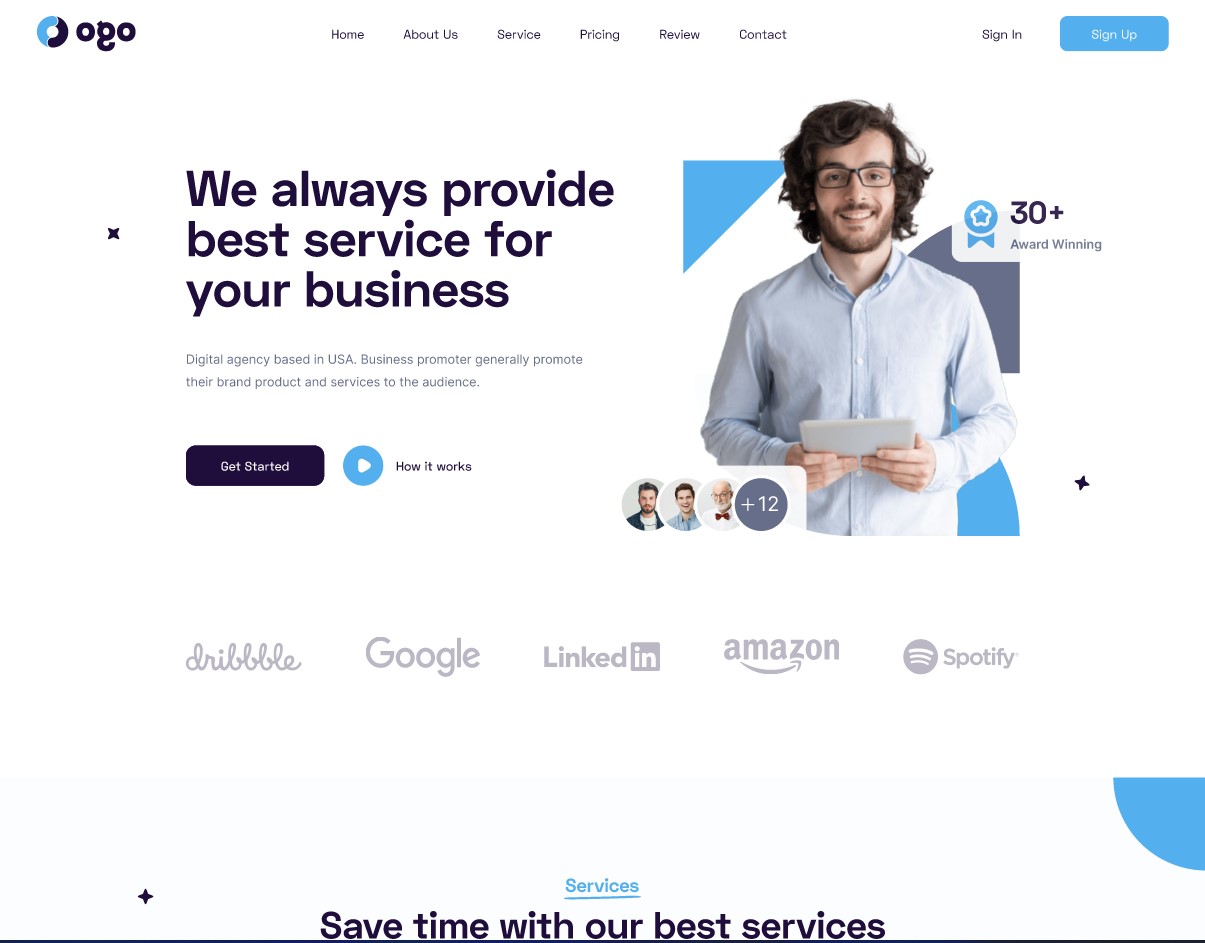 ogo
Home
About Us
Service
Pricing
Review
Contact
Sign In
Sign Up
We always provide
best service for
your business
Digital agency based in USA. Business promoter generally promote
their brand product and services to the audience.
Get Started
How it works
30+
Award Winning
+12
dribbble
Google
Linkedin
amazon
Spotify
Services
Save time with our best services